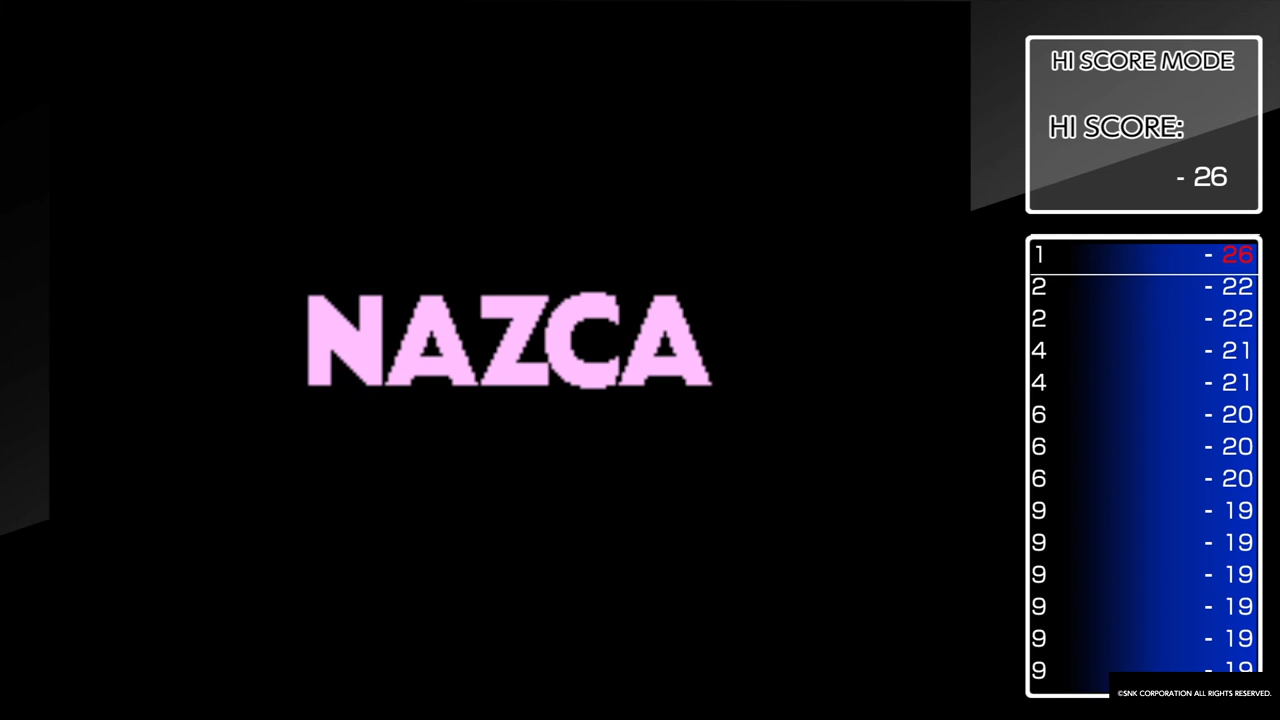 NAZCA
HI SCORE MODE
HI SCORE:
- 26
1 - 26
2 - 22
2 - 22
4 - 21
4 - 21
6 - 20
6 - 20
6 - 20
9 - 19
9 - 19
9 - 19
9 - 19
9 - 19
9 - 19
©SNK CORPORATION ALL RIGHTS RESERVED.